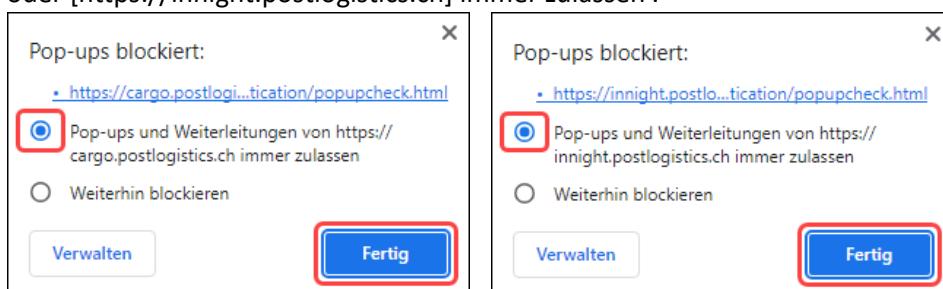 oder [https://innight.postlogistics.ch] immer zulassen .
Pop-ups blockiert:
• https://cargo.postlogi...tication/popupcheck.html
Pop-ups und Weiterleitungen von https://
cargo.postlogistics.ch immer zulassen
Weiterhin blockieren
Verwalten
Fertig
Pop-ups blockiert:
• https://innight.postlo...tication/popupcheck.html
Pop-ups und Weiterleitungen von https://
innight.postlogistics.ch immer zulassen
Weiterhin blockieren
Verwalten
Fertig